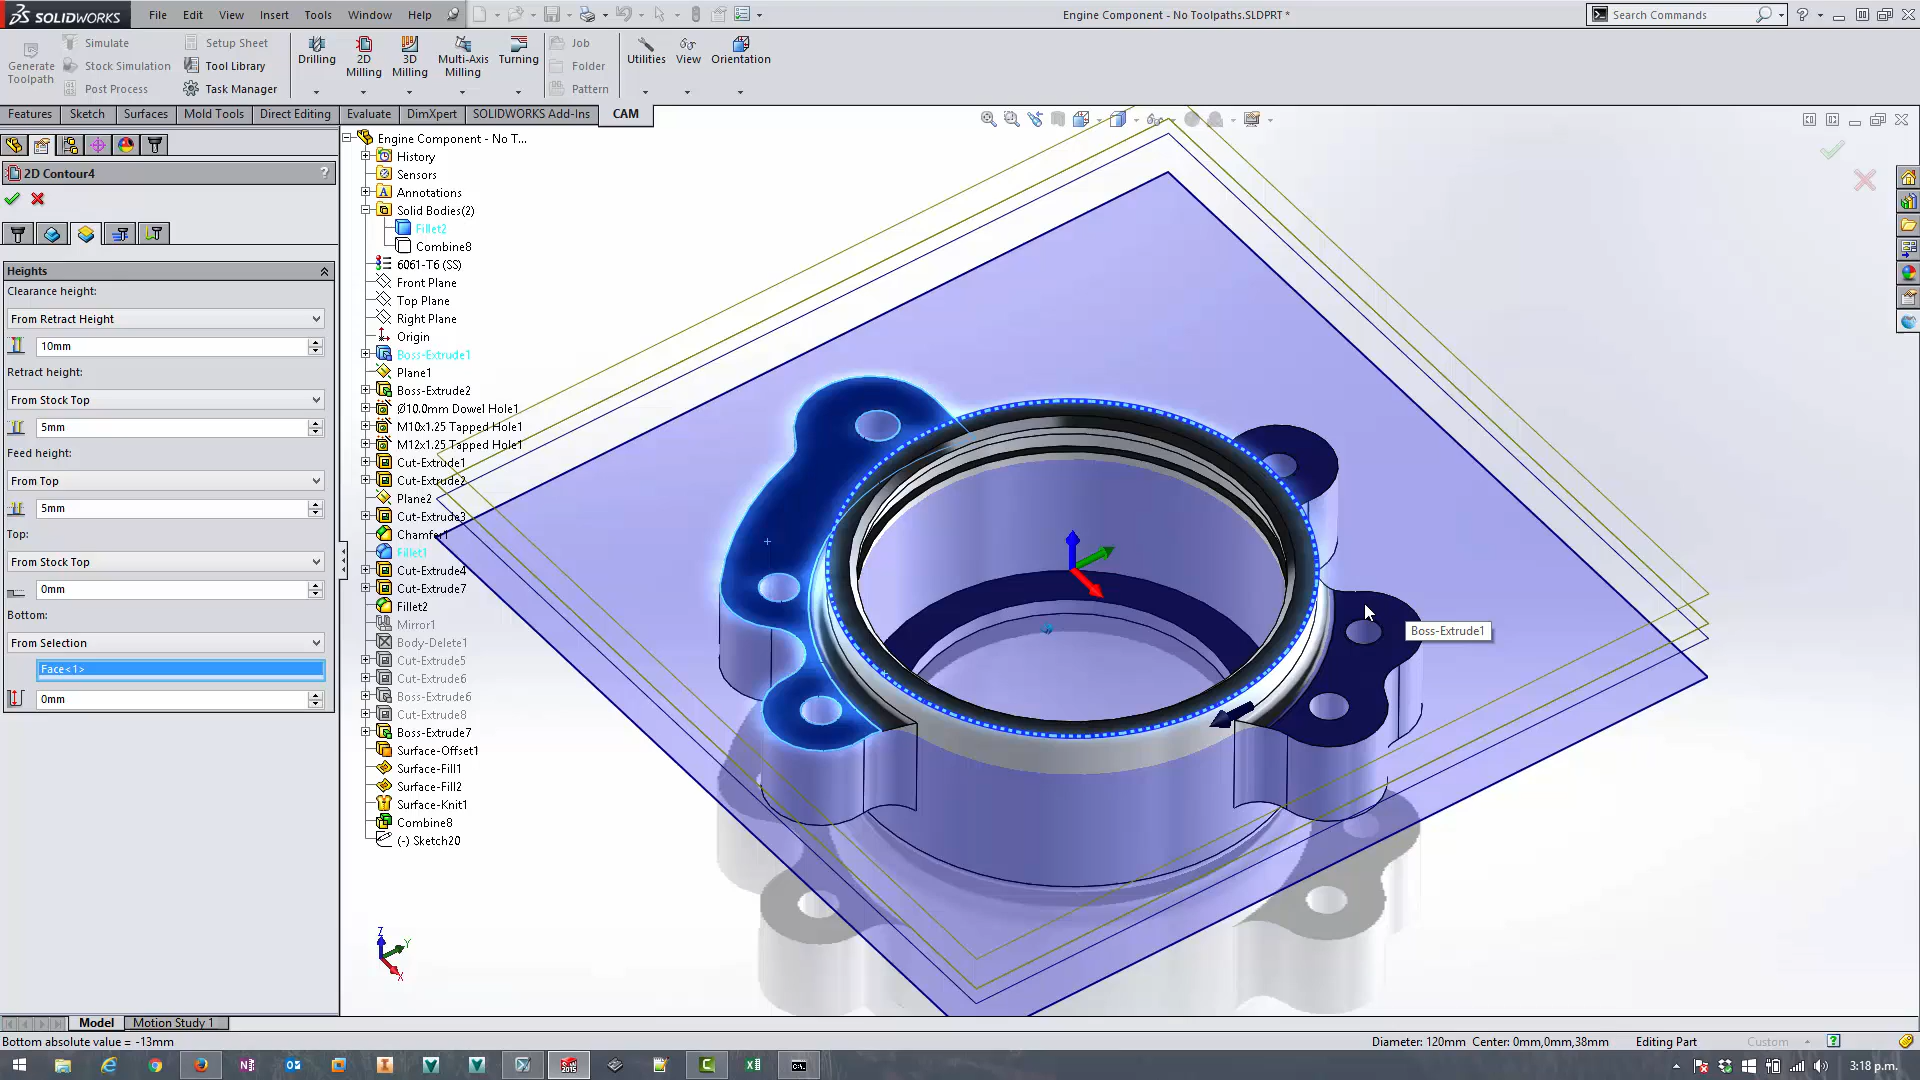 SOLIDWORKS File Edit View Insert Tools Window Help
Engine Component - No Toolpaths.SLDPRT *
Search Commands
Generate Toolpath
Simulate
Stock Simulation
Post Process
Setup Sheet
Tool Library
Task Manager
Drilling
2D Milling
3D Milling
Multi-Axis Milling
Turning
Job
Folder
Pattern
Utilities
View
Orientation
Features Sketch Surfaces Mold Tools Direct Editing Evaluate DimXpert SOLIDWORKS Add-Ins CAM
2D Contour4
?
Heights
Clearance height:
From Retract Height
10mm
Retract height:
From Stock Top
5mm
Feed height:
From Top
5mm
Top:
From Stock Top
0mm
Bottom:
From Selection
Face<1>
0mm
Engine Component - No T...
History
Sensors
Annotations
Solid Bodies(2)
Fillet2
Combine8
6061-T6 (SS)
Front Plane
Top Plane
Right Plane
Origin
Boss-Extrude1
Plane1
Boss-Extrude2
Ø10.0mm Dowel Hole1
M10x1.25 Tapped Hole1
M12x1.25 Tapped Hole1
Cut-Extrude1
Cut-Extrude2
Plane2
Cut-Extrude3
Chamfer1
Fillet1
Cut-Extrude4
Cut-Extrude7
Fillet2
Mirror1
Body-Delete1
Cut-Extrude5
Cut-Extrude6
Boss-Extrude6
Cut-Extrude8
Boss-Extrude7
Surface-Offset1
Surface-Fill1
Surface-Fill2
Surface-Knit1
Combine8
(-) Sketch20
Boss-Extrude1
Z
Y
X
Model Motion Study 1
Bottom absolute value = -13mm
Diameter: 120mm Center: 0mm,0mm,38mm
Editing Part
Custom
3:18 p.m.